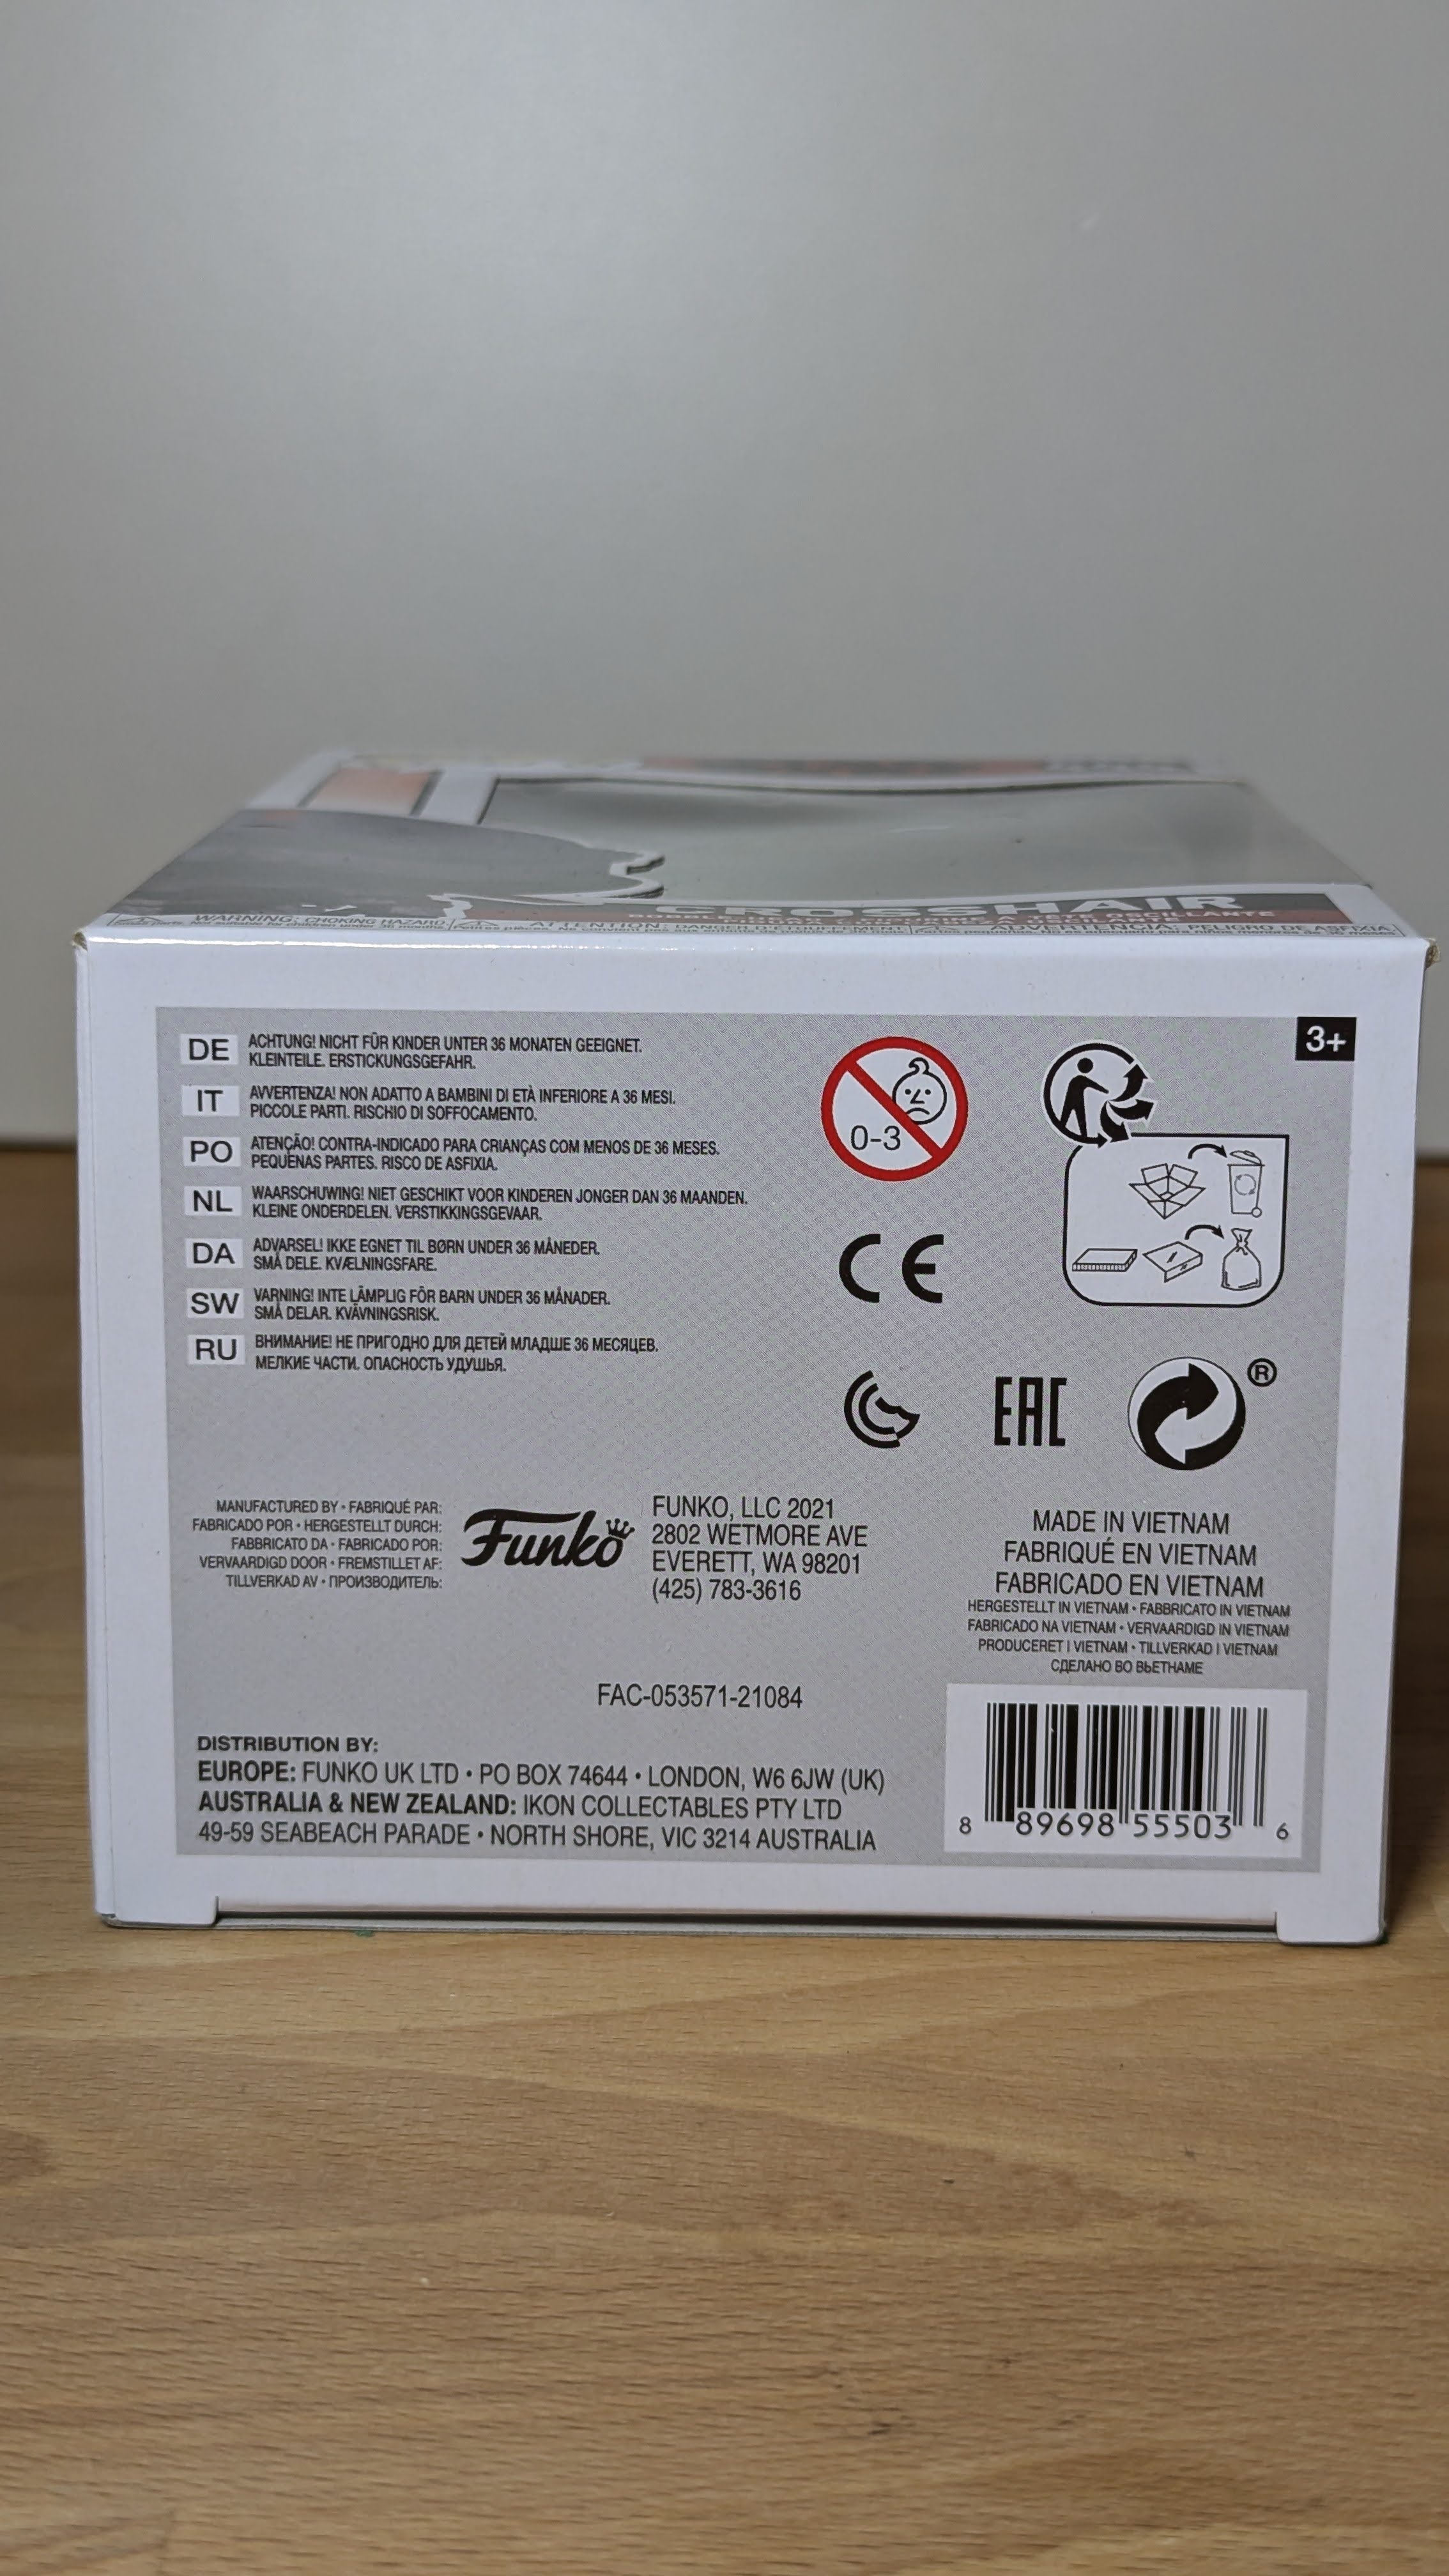 CROSSHAIR
WARNING: CHOKING HAZARD.
ATTENTION: DANGER D'ÉTOUFFEMENT
ADVERTENCIA: PELIGRO DE ASFIXIA
3+
DE ACHTUNG! NICHT FÜR KINDER UNTER 36 MONATEN GEEIGNET.
KLEINTEILE. ERSTICKUNGSGEFAHR.
IT AVVERTENZA! NON ADATTO A BAMBINI DI ETÀ INFERIORE A 36 MESI.
PICCOLE PARTI. RISCHIO DI SOFFOCAMENTO.
PO ATENÇÃO! CONTRA-INDICADO PARA CRIANÇAS COM MENOS DE 36 MESES.
PEQUENAS PARTES. RISCO DE ASFIXIA.
NL WAARSCHUWING! NIET GESCHIKT VOOR KINDEREN JONGER DAN 36 MAANDEN.
KLEINE ONDERDELEN. VERSTIKKINGSGEVAAR.
DA ADVARSEL! IKKE EGNET TIL BØRN UNDER 36 MÅNEDER.
SMÅ DELE. KVÆLNINGSFARE.
SW VARNING! INTE LÄMPLIG FÖR BARN UNDER 36 MÅNADER.
SMÅ DELAR. KVÄVNINGSRISK.
RU ВНИМАНИЕ! НЕ ПРИГОДНО ДЛЯ ДЕТЕЙ МЛАДШЕ 36 МЕСЯЦЕВ.
МЕЛКИЕ ЧАСТИ. ОПАСНОСТЬ УДУШЬЯ.
0-3
CE
EAC
®
MANUFACTURED BY • FABRIQUÉ PAR:
FABRICADO POR • HERGESTELLT DURCH:
FABBRICATO DA • FABRICADO POR:
VERVAARDIGD DOOR • FREMSTILLET AF:
TILLVERKAD AV • ПРОИЗВОДИТЕЛЬ:
Funko
FUNKO, LLC 2021
2802 WETMORE AVE
EVERETT, WA 98201
(425) 783-3616
MADE IN VIETNAM
FABRIQUÉ EN VIETNAM
FABRICADO EN VIETNAM
HERGESTELLT IN VIETNAM • FABBRICATO IN VIETNAM
FABRICADO NA VIETNAM • VERVAARDIGD IN VIETNAM
PRODUCERET I VIETNAM • TILLVERKAD I VIETNAM
СДЕЛАНО ВО ВЬЕТНАМЕ
FAC-053571-21084
DISTRIBUTION BY:
EUROPE: FUNKO UK LTD • PO BOX 74644 • LONDON, W6 6JW (UK)
AUSTRALIA & NEW ZEALAND: IKON COLLECTABLES PTY LTD
49-59 SEABEACH PARADE • NORTH SHORE, VIC 3214 AUSTRALIA
8 89698 55503 6